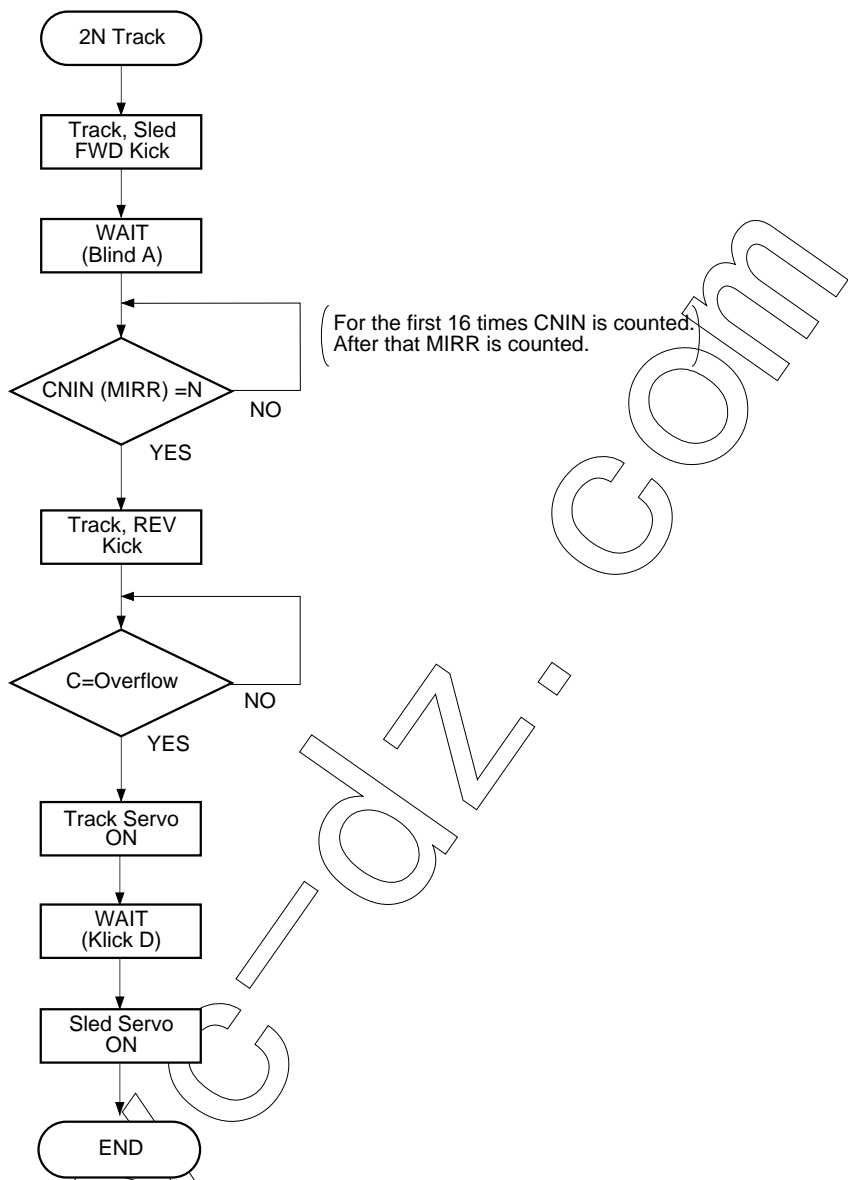 2N Track
Track, Sled
FWD Kick
WAIT
(Blind A)
For the first 16 times CNIN is counted.
After that MIRR is counted.
CNIN (MIRR) =N
NO
YES
Track, REV
Kick
C=Overflow
NO
YES
Track Servo
ON
WAIT
(Klick D)
Sled Servo
ON
END
c-dz.com